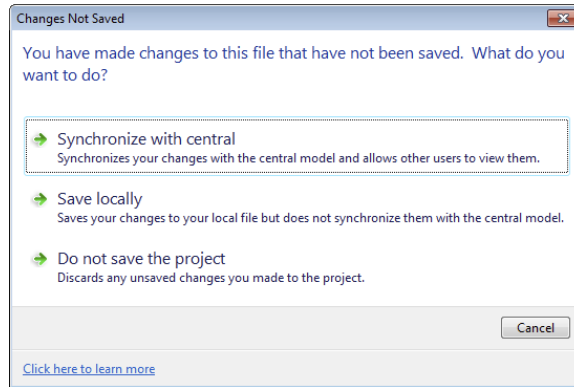 Changes Not Saved
You have made changes to this file that have not been saved.  What do you
want to do?
Synchronize with central
Synchronizes your changes with the central model and allows other users to view them.
Save locally
Saves your changes to your local file but does not synchronize them with the central model.
Do not save the project
Discards any unsaved changes you made to the project.
Cancel
Click here to learn more